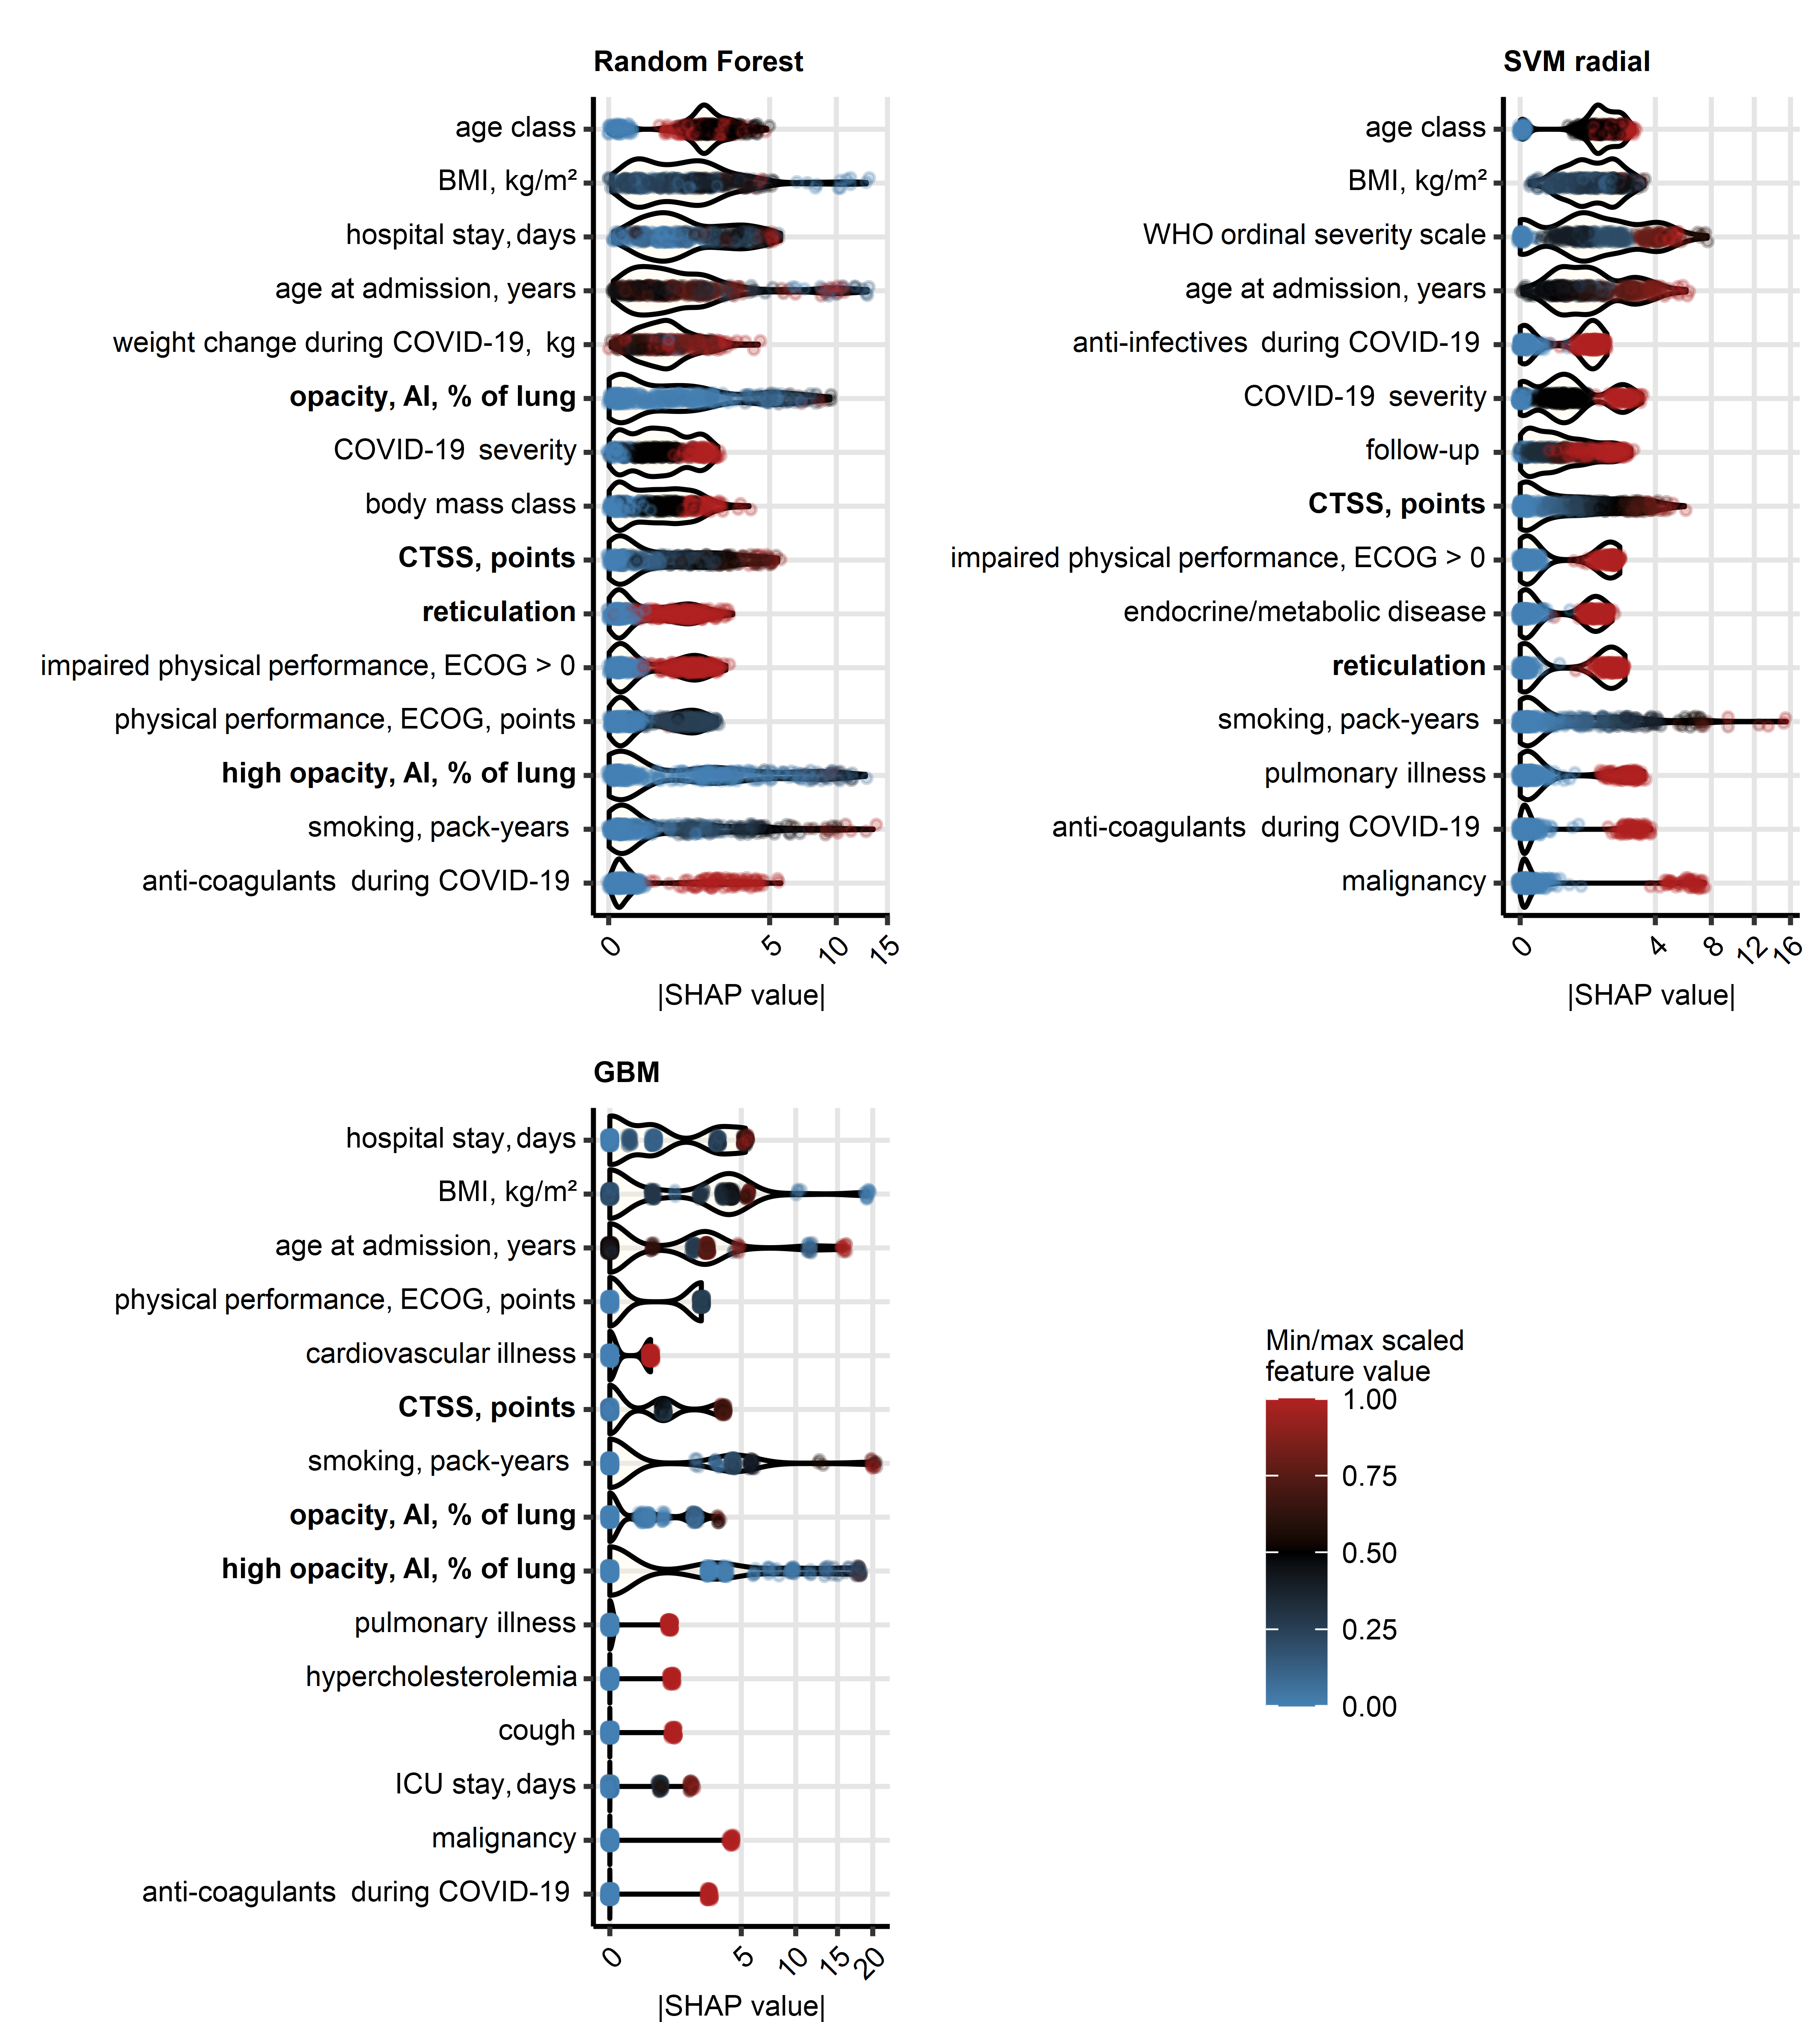 Random Forest
age class
BMI, kg/m²
hospital stay, days
age at admission, years
weight change during COVID-19, kg
opacity, AI, % of lung
COVID-19 severity
body mass class
CTSS, points
reticulation
impaired physical performance, ECOG > 0
physical performance, ECOG, points
high opacity, AI, % of lung
smoking, pack-years
anti-coagulants during COVID-19
0 5 10 15
|SHAP value|
SVM radial
age class
BMI, kg/m²
WHO ordinal severity scale
age at admission, years
anti-infectives during COVID-19
COVID-19 severity
follow-up
CTSS, points
impaired physical performance, ECOG > 0
endocrine/metabolic disease
reticulation
smoking, pack-years
pulmonary illness
anti-coagulants during COVID-19
malignancy
0 4 8 12 16
|SHAP value|
GBM
hospital stay, days
BMI, kg/m²
age at admission, years
physical performance, ECOG, points
cardiovascular illness
CTSS, points
smoking, pack-years
opacity, AI, % of lung
high opacity, AI, % of lung
pulmonary illness
hypercholesterolemia
cough
ICU stay, days
malignancy
anti-coagulants during COVID-19
0 5 10 15 20
|SHAP value|
Min/max scaled
feature value
1.00
0.75
0.50
0.25
0.00